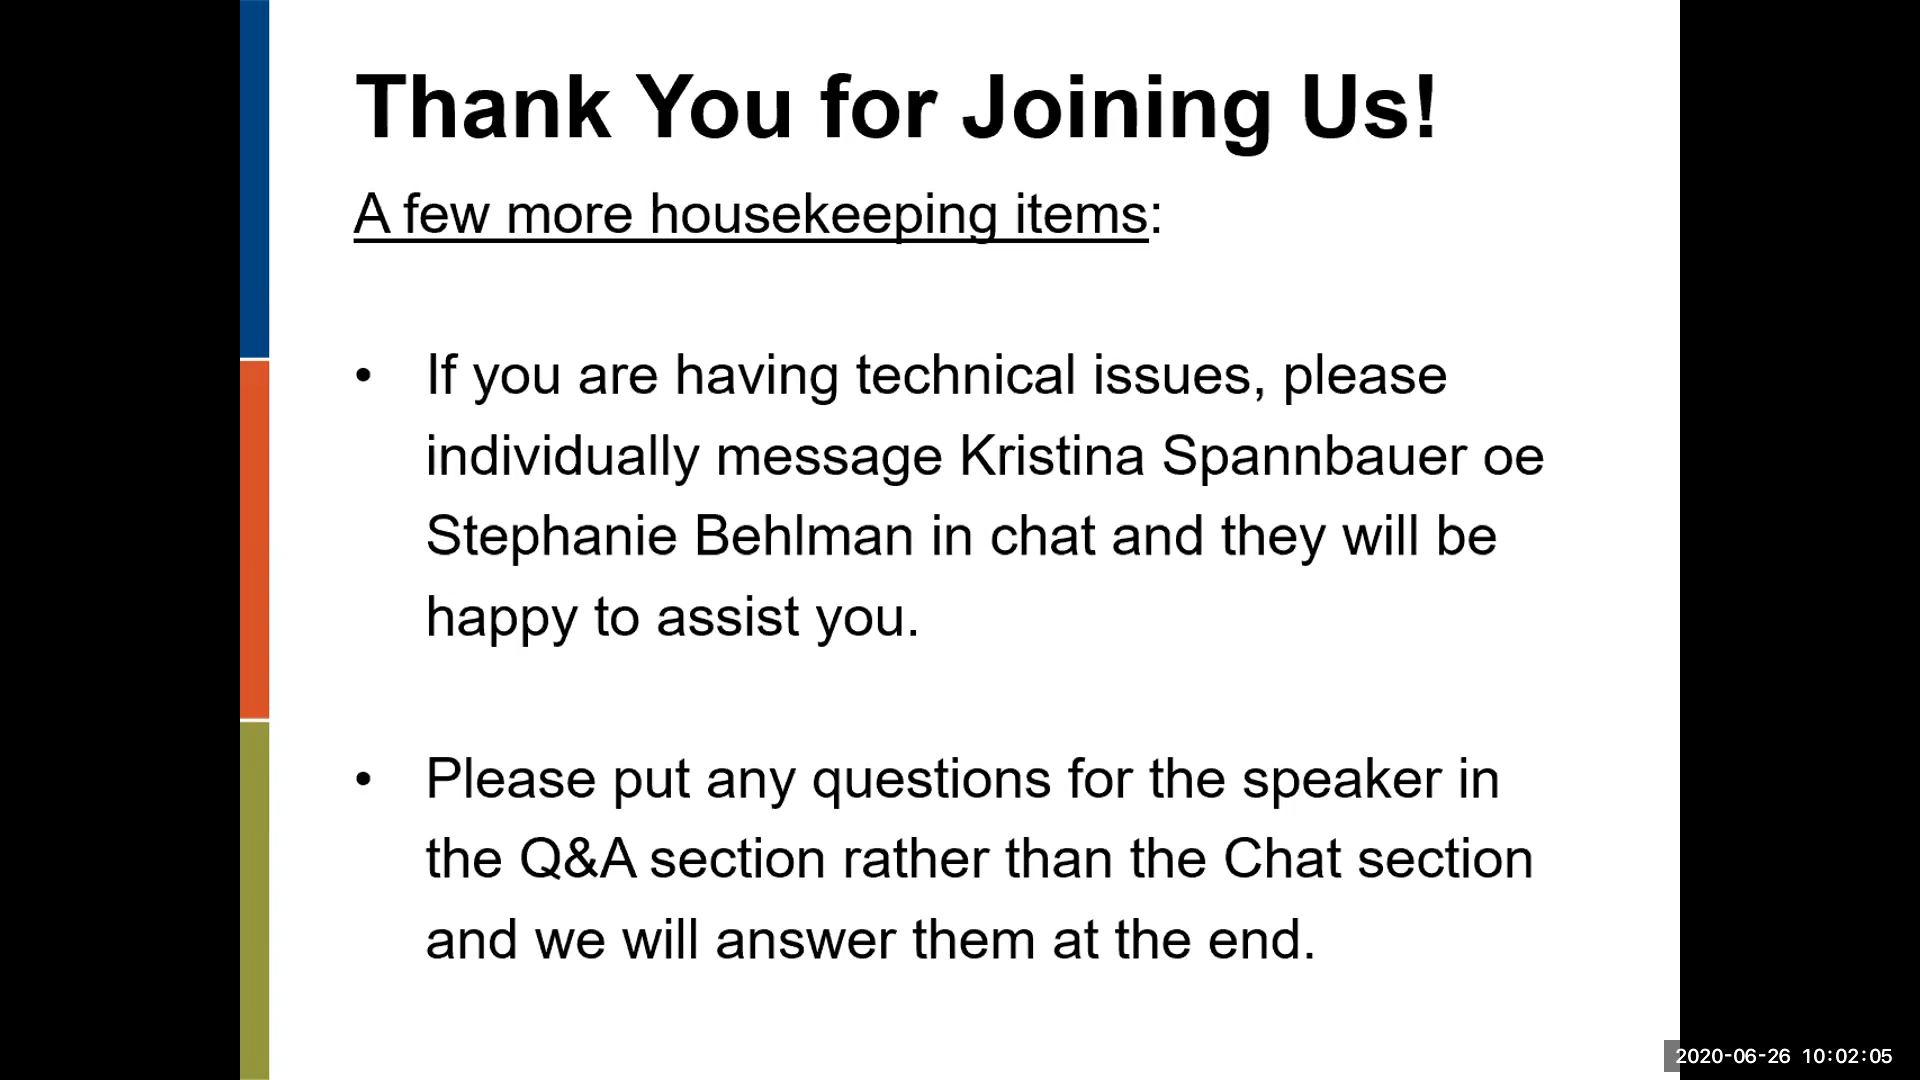 Thank You for Joining Us!
A few more housekeeping items:
• If you are having technical issues, please
individually message Kristina Spannbauer oe
Stephanie Behlman in chat and they will be
happy to assist you.
• Please put any questions for the speaker in
the Q&A section rather than the Chat section
and we will answer them at the end.
2020-06-26 10:02:05